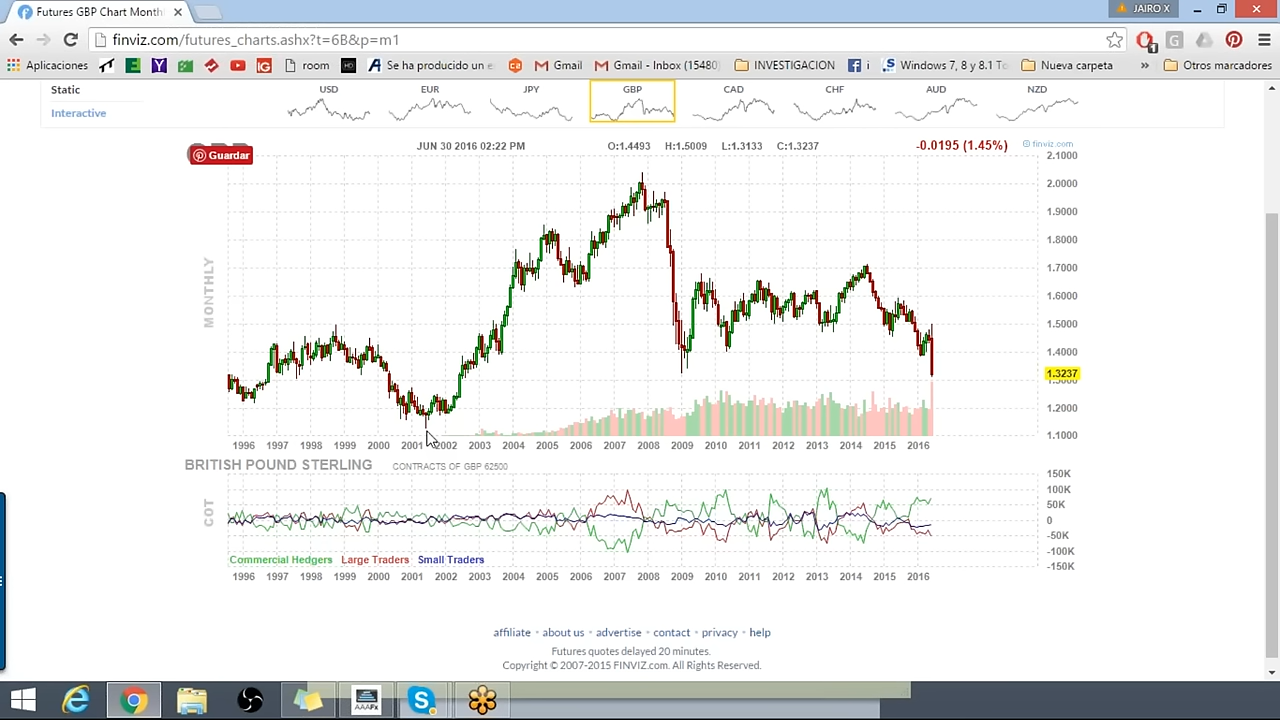 Futures GBP Chart Month
JAIRO X
finviz.com/futures_charts.ashx?t=6B&p=m1
Aplicaciones
room
Se ha producido un e
Gmail
Gmail - Inbox (1548
INVESTIGACION
i
Windows 7, 8 y 8.1 To
Nueva carpeta
»
Otros marcadores
Static
USD EUR JPY GBP CAD CHF AUD NZD
Interactive
Guardar
JUN 30 2016 02:22 PM O:1.4493 H:1.5009 L:1.3133 C:1.3237 -0.0195 (1.45%) © finviz.com
2.1000
2.0000
1.9000
1.8000
1.7000
1.6000
1.5000
1.4000
1.3237
1.2000
1.1000
MONTHLY
1996 1997 1998 1999 2000 2001 2002 2003 2004 2005 2006 2007 2008 2009 2010 2011 2012 2013 2014 2015 2016
BRITISH POUND STERLING CONTRACTS OF GBP 62500
150K
100K
50K
0
-50K
-100K
-150K
COT
Commercial Hedgers Large Traders Small Traders
1996 1997 1998 1999 2000 2001 2002 2003 2004 2005 2006 2007 2008 2009 2010 2011 2012 2013 2014 2015 2016
affiliate • about us • advertise • contact • privacy • help
Futures quotes delayed 20 minutes.
Copyright © 2007-2015 FINVIZ.com. All Rights Reserved.
AAAFx